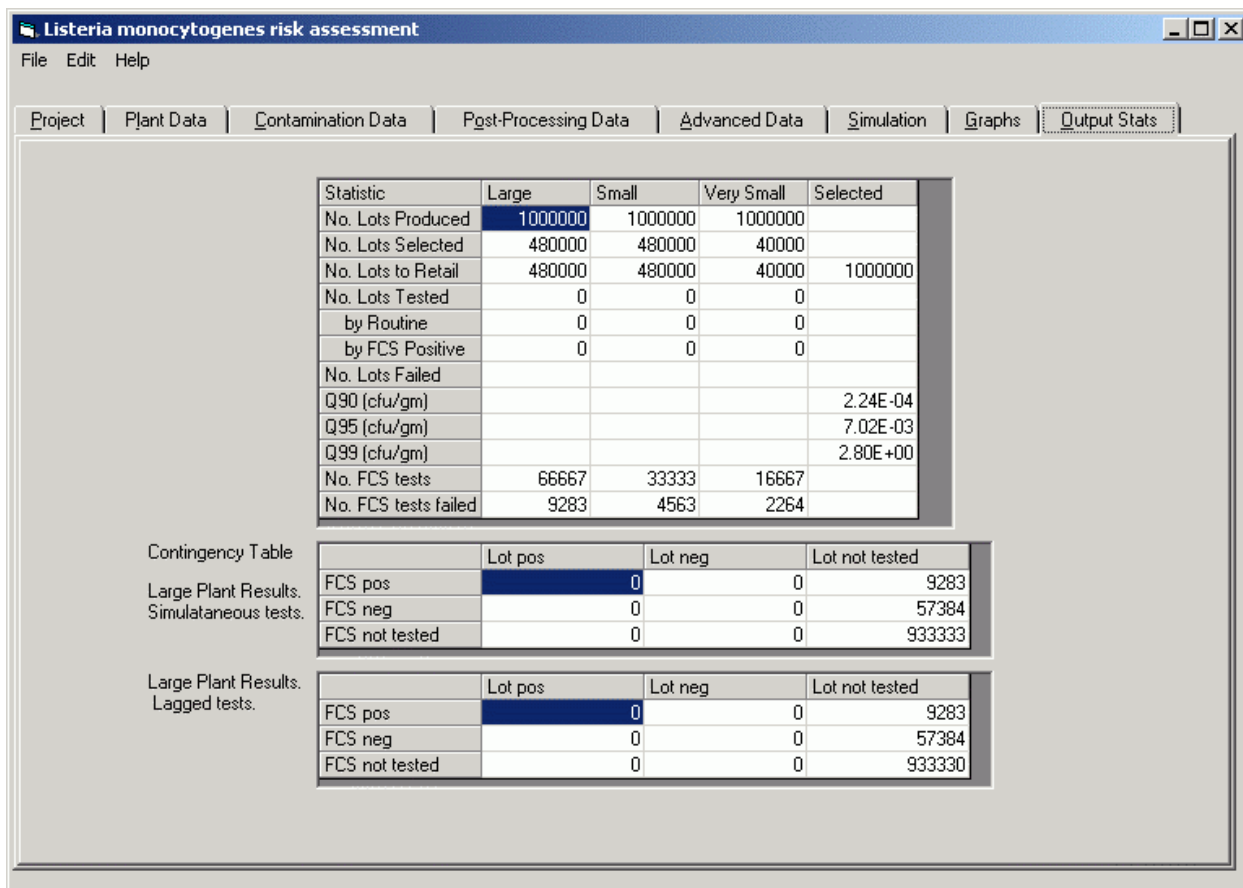 Listeria monocytogenes risk assessment
File Edit Help
Project Plant Data Contamination Data Post-Processing Data Advanced Data Simulation Graphs Output Stats
Statistic Large Small Very Small Selected
No. Lots Produced 1000000 1000000 1000000
No. Lots Selected 480000 480000 40000
No. Lots to Retail 480000 480000 40000 1000000
No. Lots Tested 0 0 0
by Routine 0 0 0
by FCS Positive 0 0 0
No. Lots Failed
Q90 (cfu/gm) 2.24E-04
Q95 (cfu/gm) 7.02E-03
Q99 (cfu/gm) 2.80E+00
No. FCS tests 66667 33333 16667
No. FCS tests failed 9283 4563 2264
Contingency Table
Large Plant Results.
Simulataneous tests.
Lot pos Lot neg Lot not tested
FCS pos 0 0 9283
FCS neg 0 0 57384
FCS not tested 0 0 933333
Large Plant Results.
Lagged tests.
Lot pos Lot neg Lot not tested
FCS pos 0 0 9283
FCS neg 0 0 57384
FCS not tested 0 0 933330